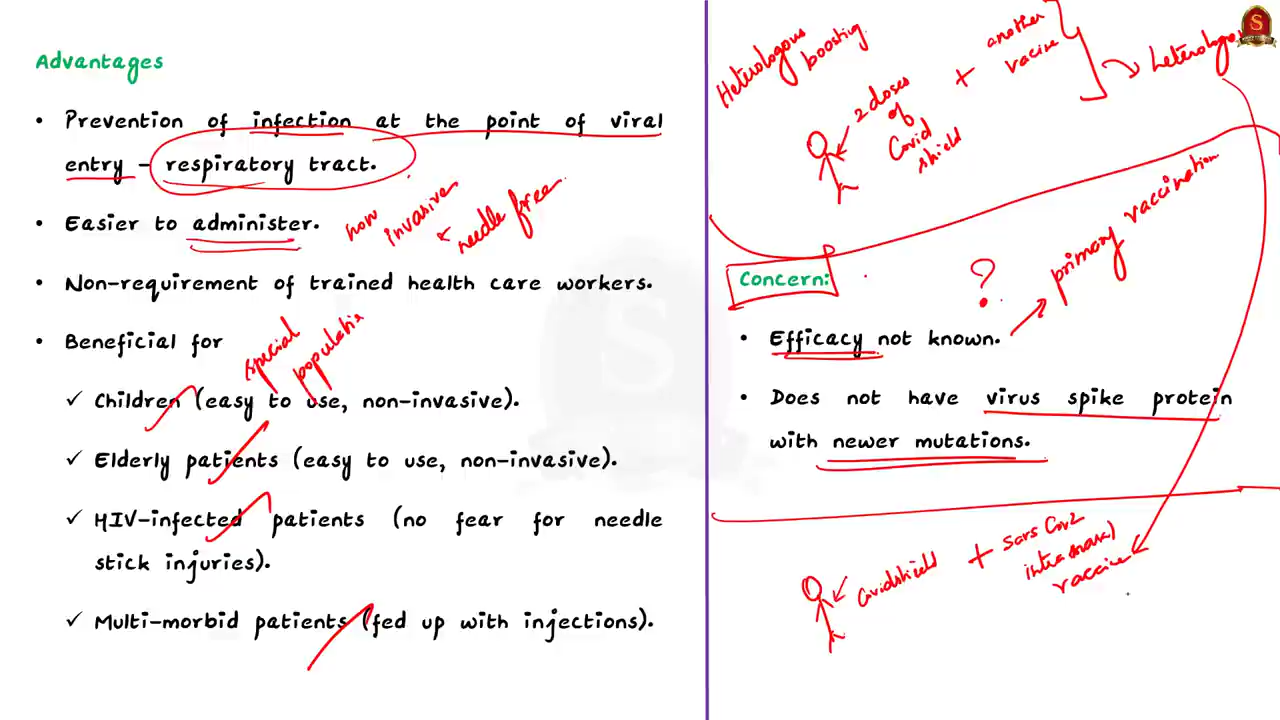 Advantages
• Prevention of infection at the point of viral
entry - respiratory tract.
• Easier to administer.
non
invasive
needle free
• Non-requirement of trained health care workers.
• Beneficial for
special
population
✓ Children (easy to use, non-invasive).
✓ Elderly patients (easy to use, non-invasive).
✓ HIV-infected patients (no fear for needle
stick injuries).
✓ Multi-morbid patients (fed up with injections).
Heterologous
boosting
2 doses
of
Covid
shield
+
another
vaccine
heterologous
S
Concern:
?
primary vaccination
• Efficacy not known.
• Does not have virus spike protein
with newer mutations.
covidshield
+
sars Cov2
intranasal
vaccine